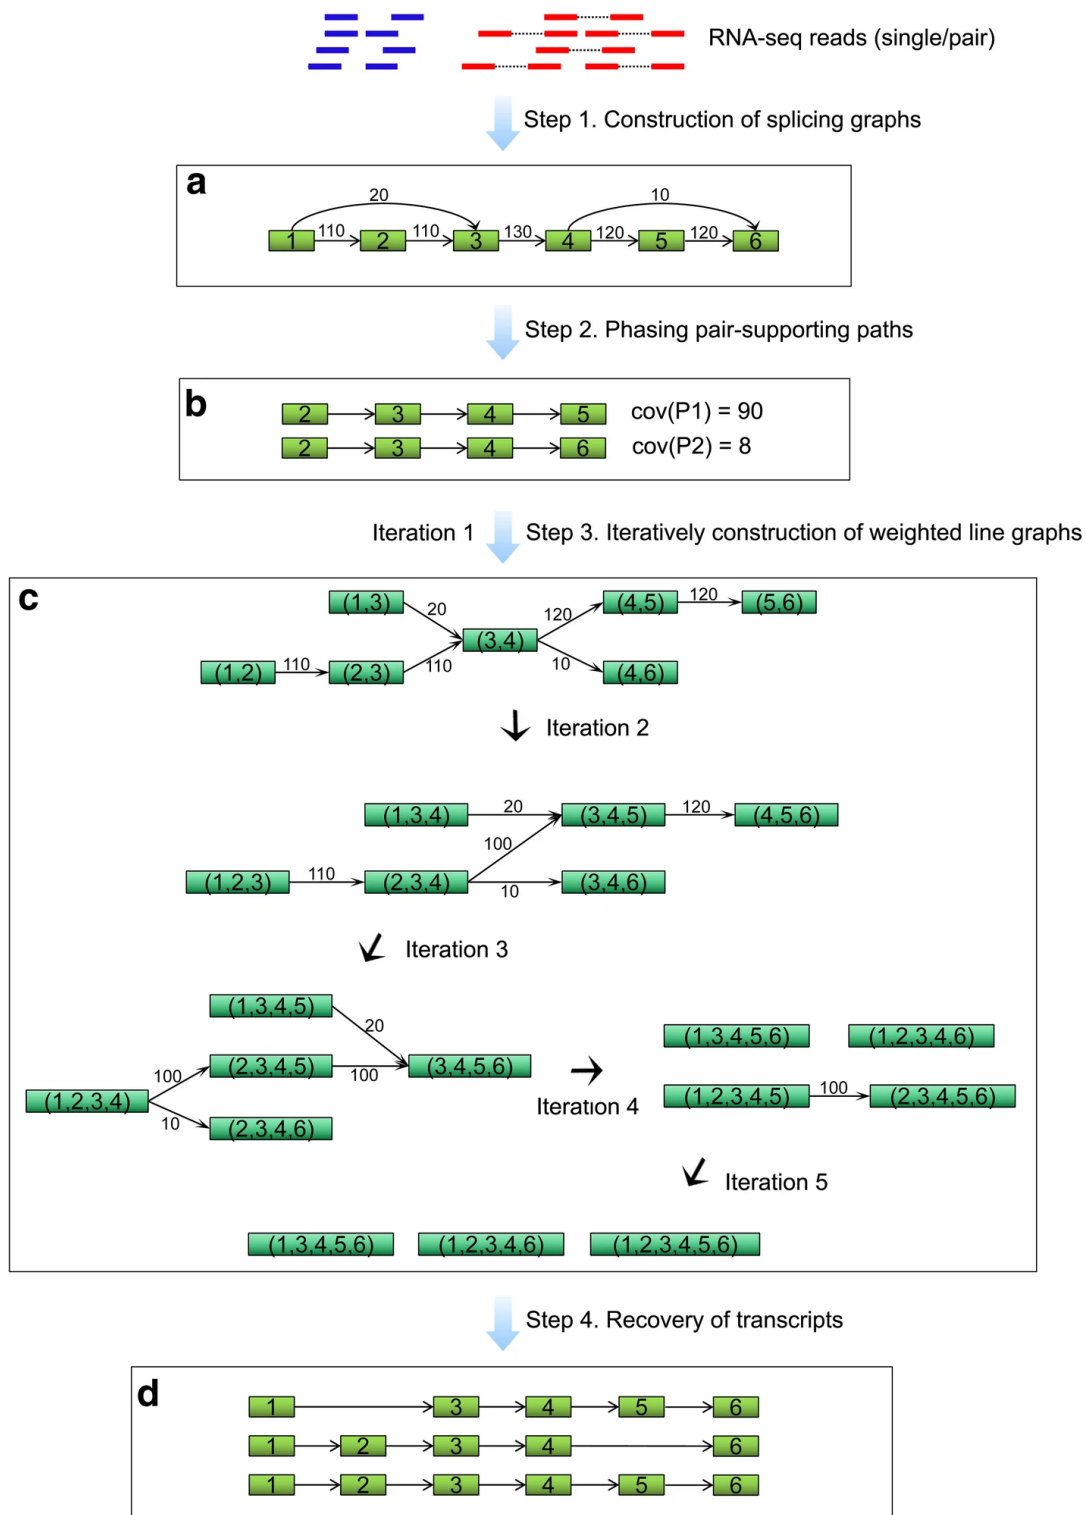 RNA-seq reads (single/pair)
Step 1. Construction of splicing graphs
a
20 10
1 110 2 110 3 130 4 120 5 120 6
Step 2. Phasing pair-supporting paths
b
2 3 4 5 cov(P1) = 90
2 3 4 6 cov(P2) = 8
Iteration 1 Step 3. Iteratively construction of weighted line graphs
c
(1,3) 20 120 (4,5) 120 (5,6)
(3,4)
(1,2) 110 (2,3) 110 10 (4,6)
Iteration 2
(1,3,4) 20 (3,4,5) 120 (4,5,6)
100
(1,2,3) 110 (2,3,4) 10 (3,4,6)
Iteration 3
(1,3,4,5)
20
(1,3,4,5,6) (1,2,3,4,6)
100 (2,3,4,5) 100 (3,4,5,6)
(1,2,3,4)
10 (2,3,4,6)
Iteration 4
(1,2,3,4,5) 100 (2,3,4,5,6)
Iteration 5
(1,3,4,5,6) (1,2,3,4,6) (1,2,3,4,5,6)
Step 4. Recovery of transcripts
d
1 3 4 5 6
1 2 3 4 6
1 2 3 4 5 6